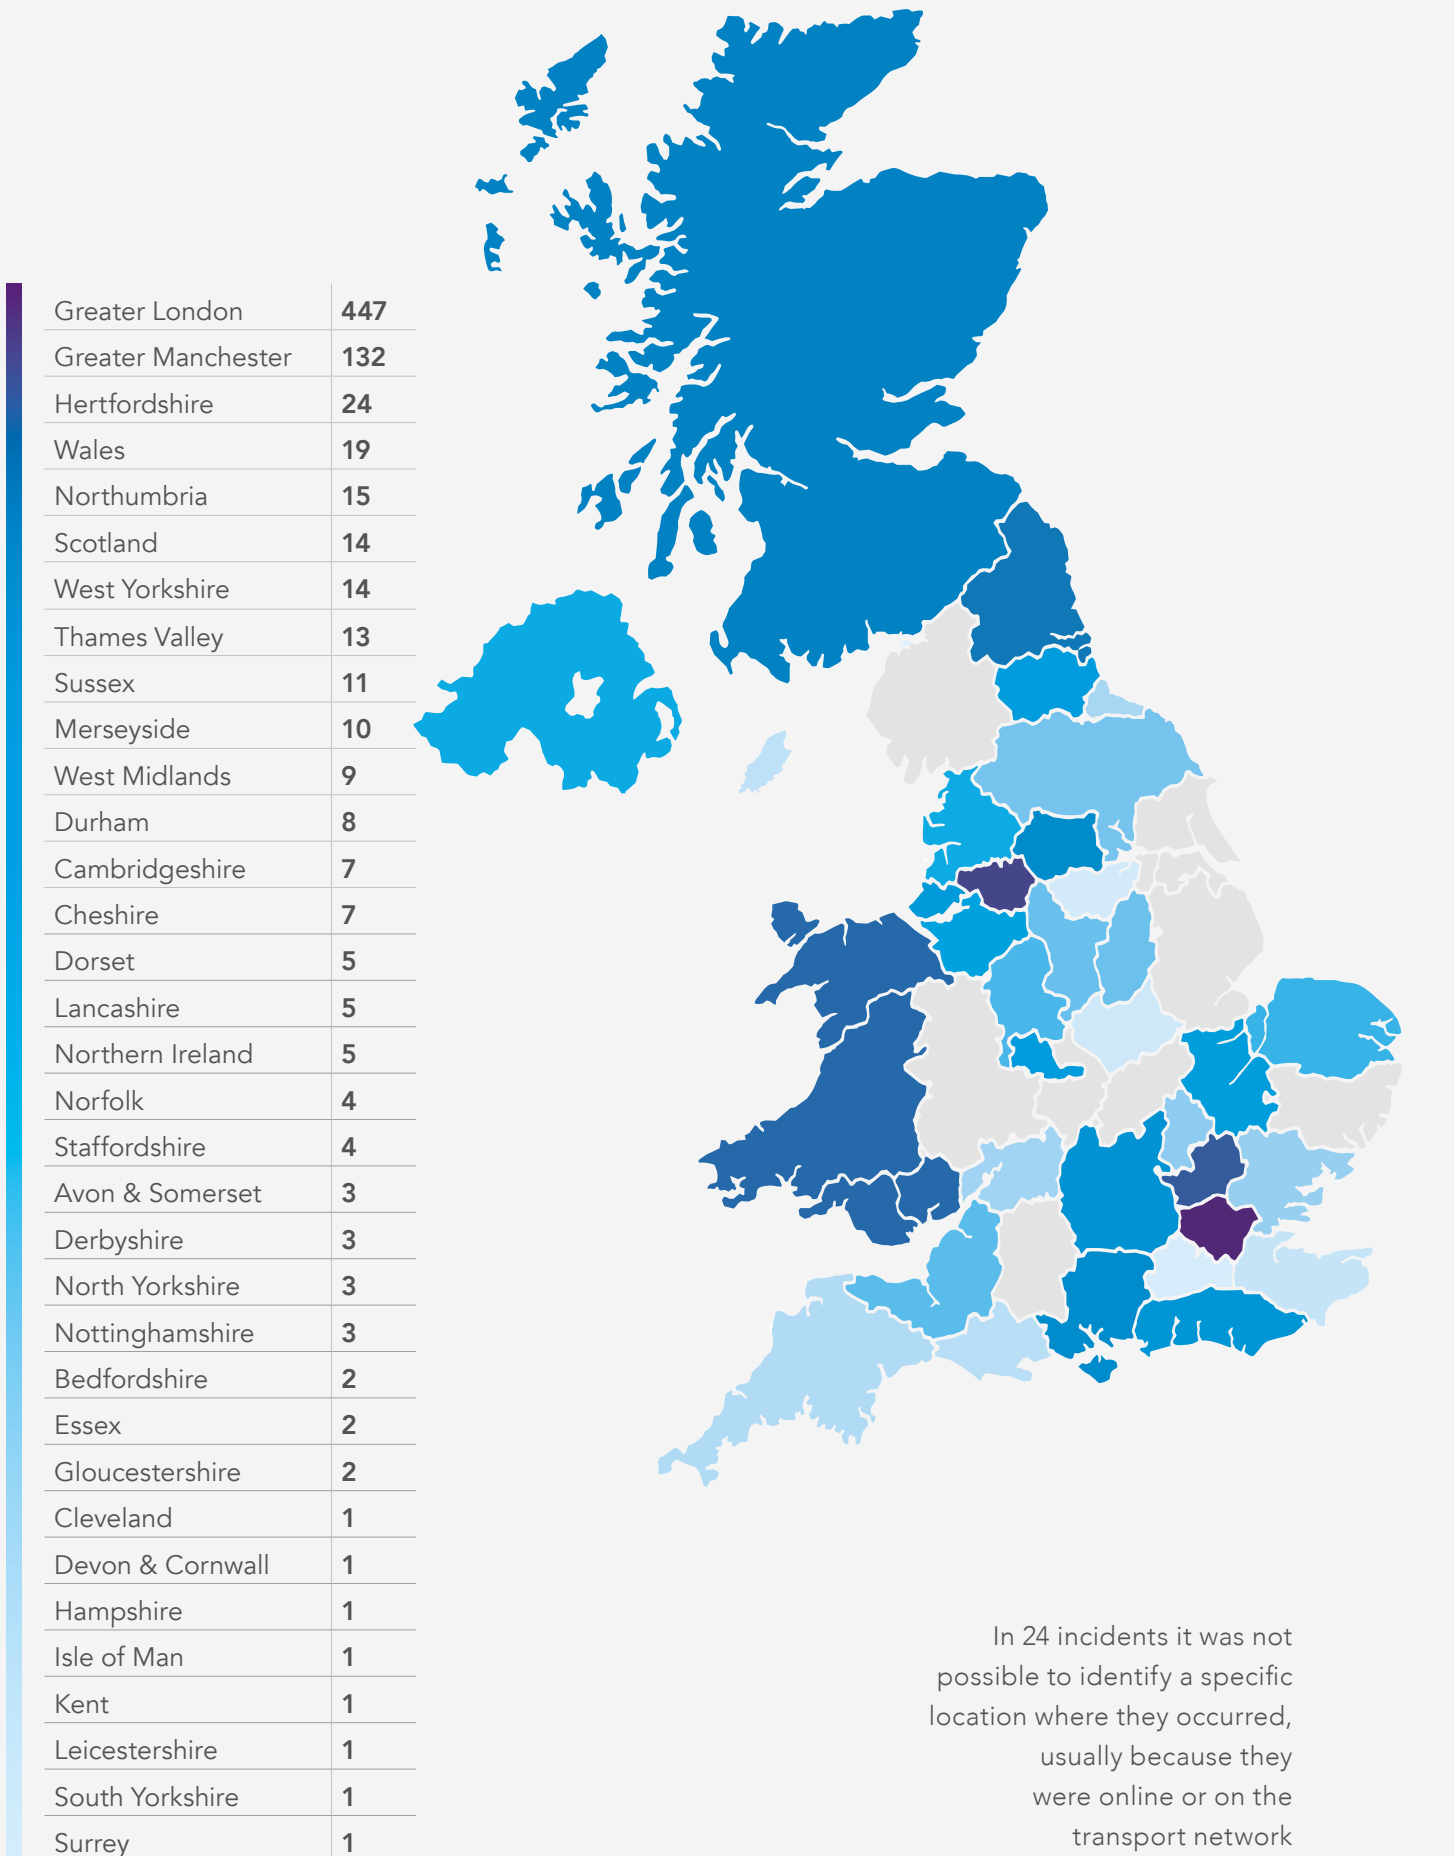 Greater London 447
Greater Manchester 132
Hertfordshire 24
Wales 19
Northumbria 15
Scotland 14
West Yorkshire 14
Thames Valley 13
Sussex 11
Merseyside 10
West Midlands 9
Durham 8
Cambridgeshire 7
Cheshire 7
Dorset 5
Lancashire 5
Northern Ireland 5
Norfolk 4
Staffordshire 4
Avon & Somerset 3
Derbyshire 3
North Yorkshire 3
Nottinghamshire 3
Bedfordshire 2
Essex 2
Gloucestershire 2
Cleveland 1
Devon & Cornwall 1
Hampshire 1
Isle of Man 1
Kent 1
Leicestershire 1
South Yorkshire 1
Surrey 1
In 24 incidents it was not
possible to identify a specific
location where they occurred,
usually because they
were online or on the
transport network